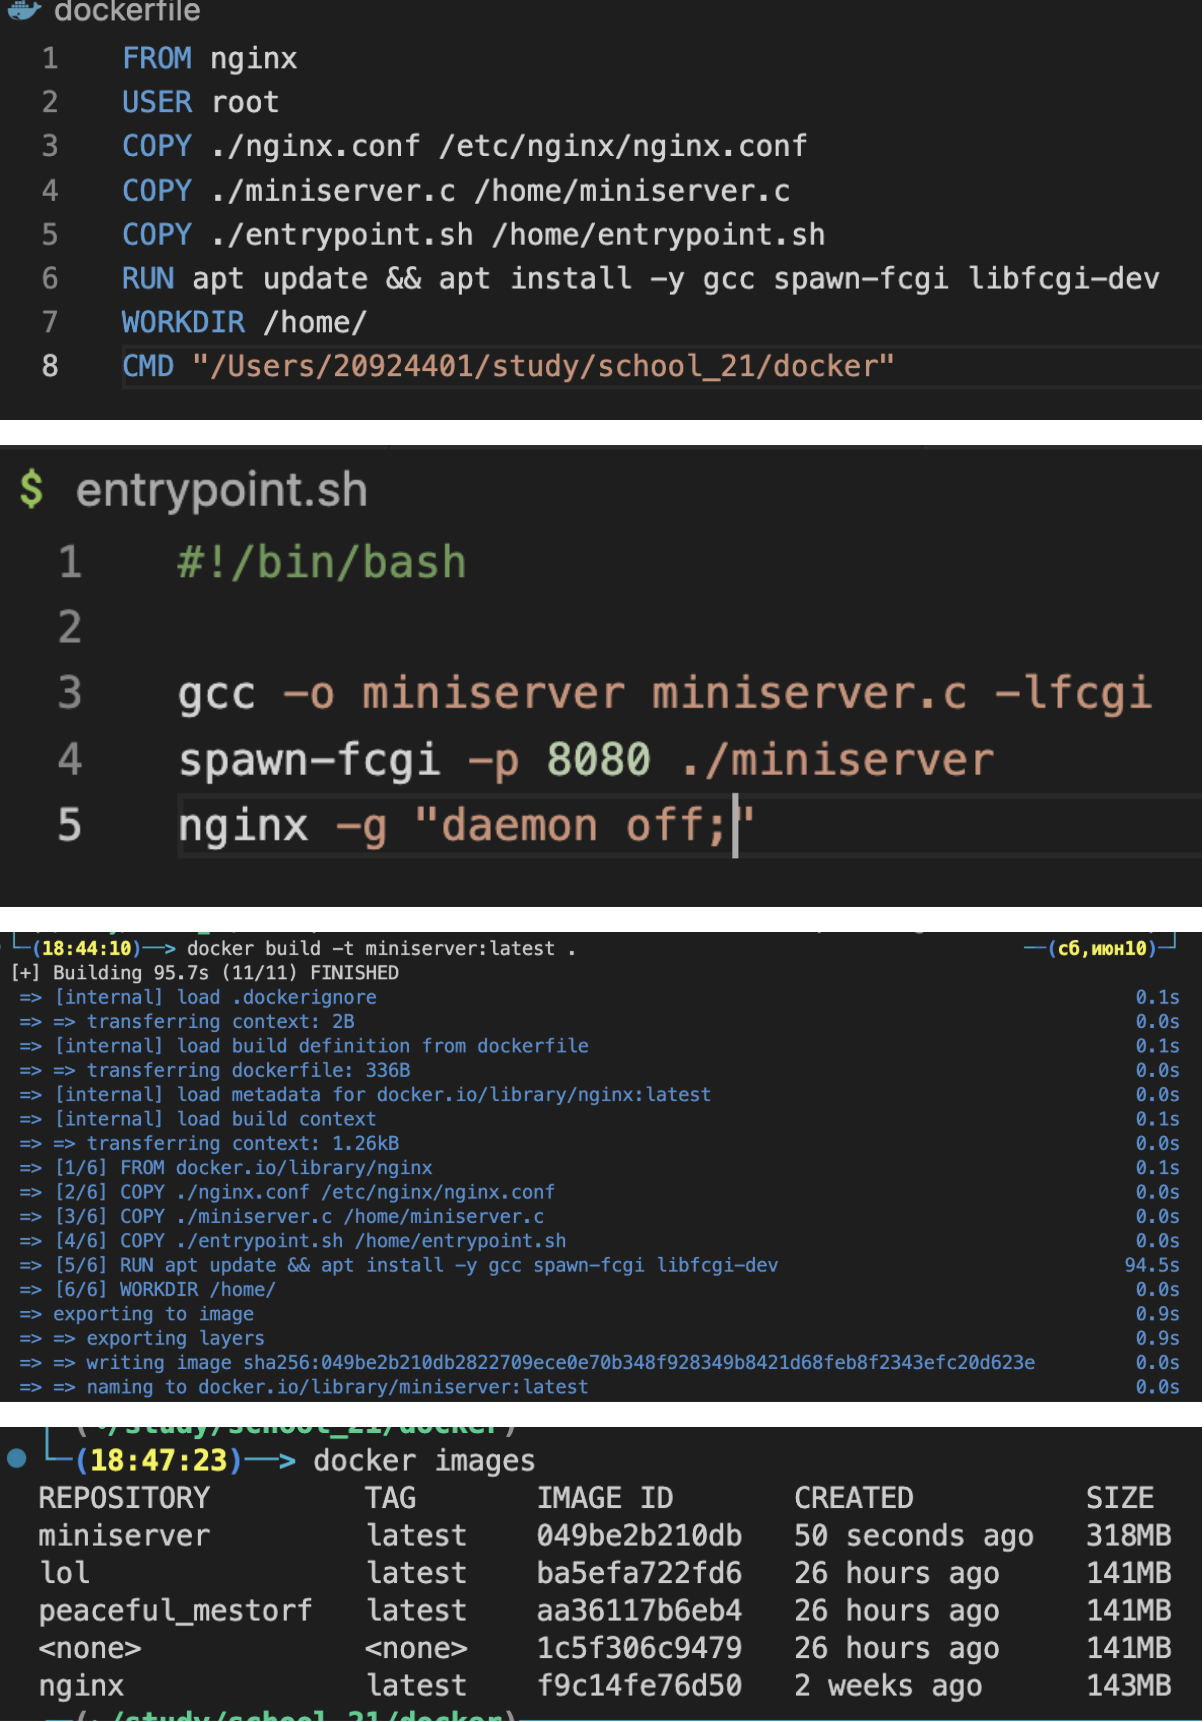 dockerfile
1 FROM nginx
2 USER root
3 COPY ./nginx.conf /etc/nginx/nginx.conf
4 COPY ./miniserver.c /home/miniserver.c
5 COPY ./entrypoint.sh /home/entrypoint.sh
6 RUN apt update && apt install -y gcc spawn-fcgi libfcgi-dev
7 WORKDIR /home/
8 CMD "/Users/20924401/study/school_21/docker"
$ entrypoint.sh
1 #!/bin/bash
2
3 gcc -o miniserver miniserver.c -lfcgi
4 spawn-fcgi -p 8080 ./miniserver
5 nginx -g "daemon off;"
└─(18:44:10)──> docker build -t miniserver:latest . ──(сб,июн10)─┘
[+] Building 95.7s (11/11) FINISHED
=> [internal] load .dockerignore 0.1s
=> => transferring context: 2B 0.0s
=> [internal] load build definition from dockerfile 0.1s
=> => transferring dockerfile: 336B 0.0s
=> [internal] load metadata for docker.io/library/nginx:latest 0.0s
=> [internal] load build context 0.1s
=> => transferring context: 1.26kB 0.0s
=> [1/6] FROM docker.io/library/nginx 0.1s
=> [2/6] COPY ./nginx.conf /etc/nginx/nginx.conf 0.0s
=> [3/6] COPY ./miniserver.c /home/miniserver.c 0.0s
=> [4/6] COPY ./entrypoint.sh /home/entrypoint.sh 0.0s
=> [5/6] RUN apt update && apt install -y gcc spawn-fcgi libfcgi-dev 94.5s
=> [6/6] WORKDIR /home/ 0.0s
=> exporting to image 0.9s
=> => exporting layers 0.9s
=> => writing image sha256:049be2b210db2822709ece0e70b348f928349b8421d68feb8f2343efc20d623e 0.0s
=> => naming to docker.io/library/miniserver:latest 0.0s
(~/study/school_21/docker)
└─(18:47:23)──> docker images
REPOSITORY TAG IMAGE ID CREATED SIZE
miniserver latest 049be2b210db 50 seconds ago 318MB
lol latest ba5efa722fd6 26 hours ago 141MB
peaceful_mestorf latest aa36117b6eb4 26 hours ago 141MB
<none> <none> 1c5f306c9479 26 hours ago 141MB
nginx latest f9c14fe76d50 2 weeks ago 143MB
(~/study/school_21/docker)